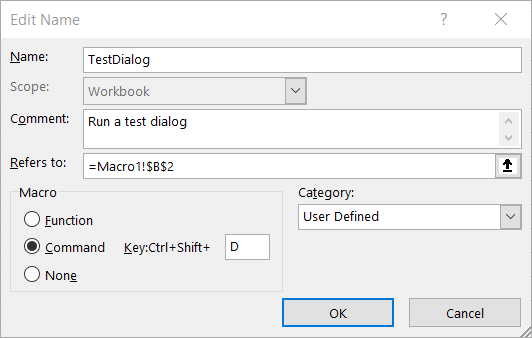 Edit Name
?
Name: TestDialog
Scope: Workbook
Comment: Run a test dialog
Refers to: =Macro1!$B$2
Macro
Category:
Function
User Defined
Command Key:Ctrl+Shift+ D
None
OK Cancel